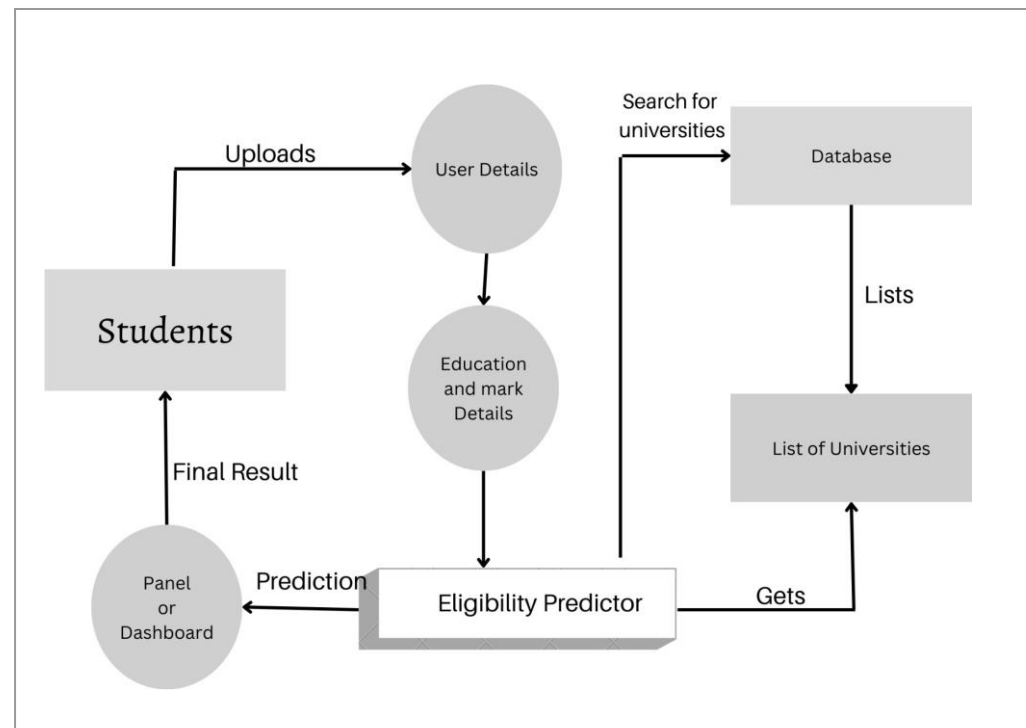 Search for
universities
Uploads
User Details
Database
Students
Lists
Education
and mark
Details
List of Universities
Final Result
Panel
or
Dashboard
Prediction
Eligibility Predictor
Gets